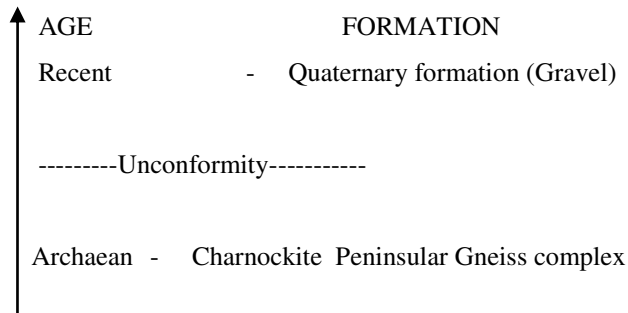 AGE FORMATION
Recent - Quaternary formation (Gravel)
---------Unconformity-----------
Archaean - Charnockite Peninsular Gneiss complex